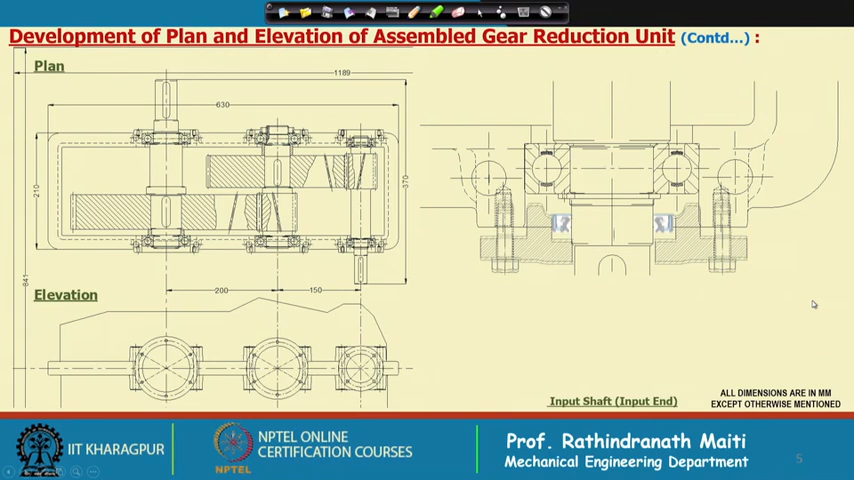 Development of Plan and Elevation of Assembled Gear Reduction Unit (Contd...) :
Plan
1189
630
210
370
841
200
150
Elevation
Input Shaft (Input End)
ALL DIMENSIONS ARE IN MM
EXCEPT OTHERWISE MENTIONED
IIT KHARAGPUR
NPTEL
NPTEL ONLINE
CERTIFICATION COURSES
Prof. Rathindranath Maiti
Mechanical Engineering Department
5